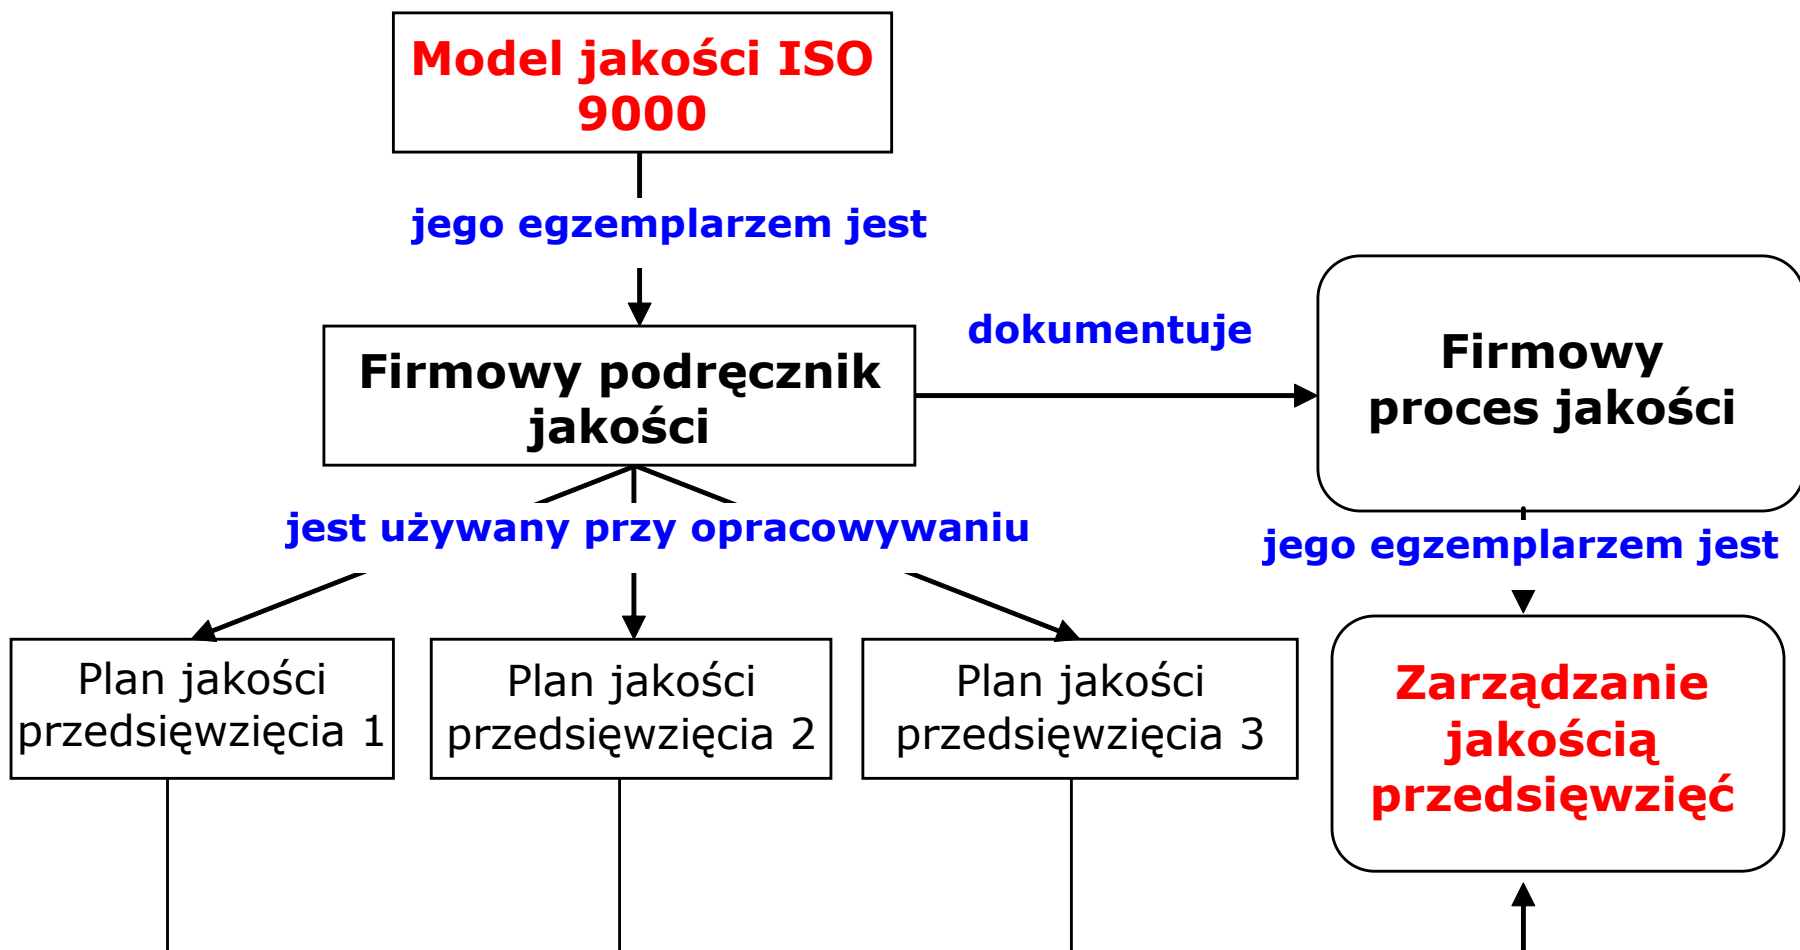 Model jakości ISO
9000
jego egzemplarzem jest
dokumentuje
Firmowy podręcznik
jakości
Firmowy
proces jakości
jest używany przy opracowywaniu
jego egzemplarzem jest
Plan jakości
przedsięwzięcia 1
Plan jakości
przedsięwzięcia 2
Plan jakości
przedsięwzięcia 3
Zarządzanie
jakością
przedsięwzięć